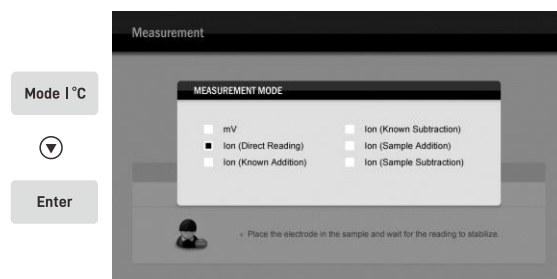 Measurement
Mode | °C
Enter
MEASUREMENT MODE
mV
Ion (Direct Reading)
Ion (Known Addition)
Ion (Known Subtraction)
Ion (Sample Addition)
Ion (Sample Subtraction)
Place the electrode in the sample and wait for the reading to stabilize.